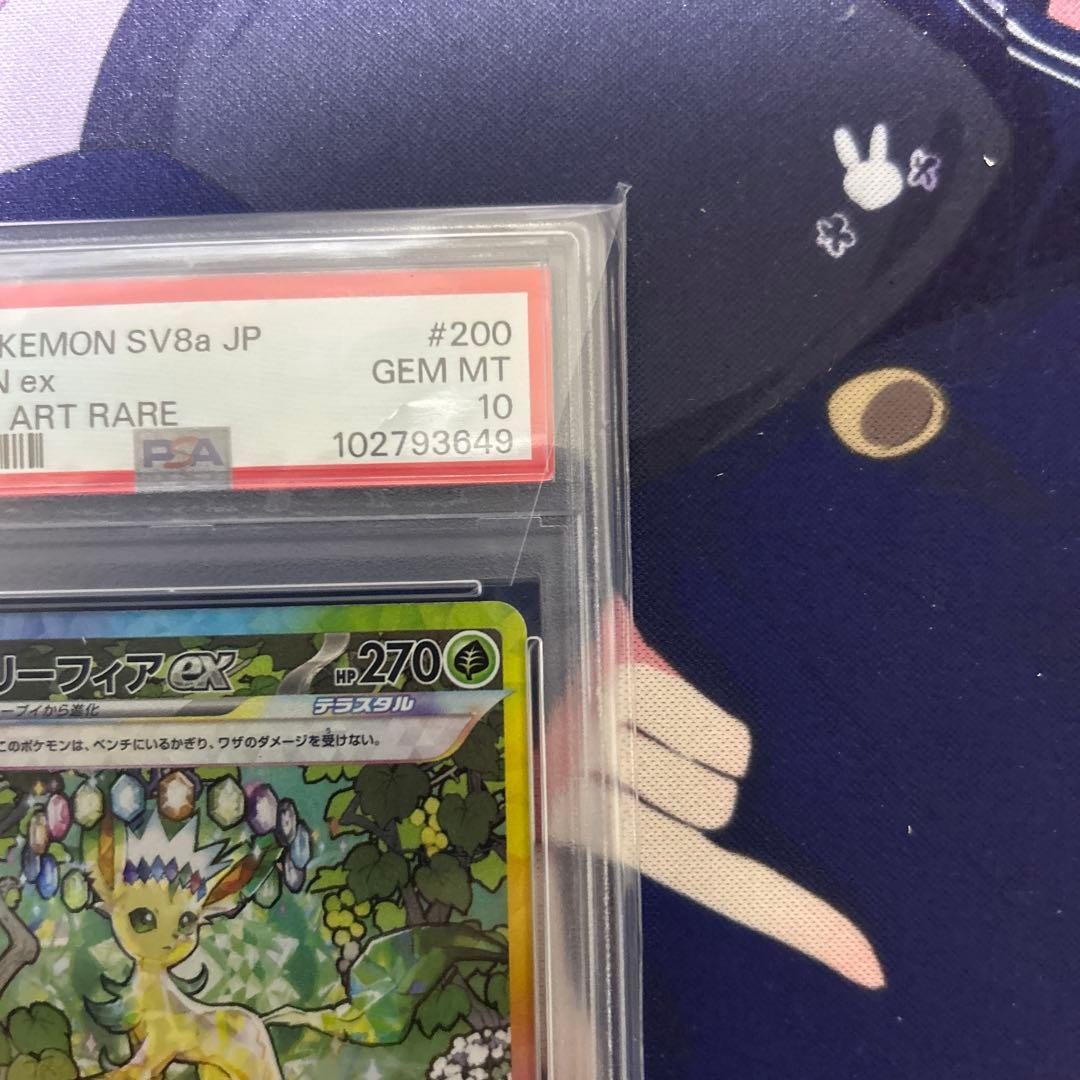 KEMON SV8a JP #200
N ex GEM MT
ART RARE 10
PSA 102793649
リーフィア ex HP 270
ーブイから進化 テラスタル
このポケモンは、ベンチにいるかぎり、ワザのダメージを受けない。